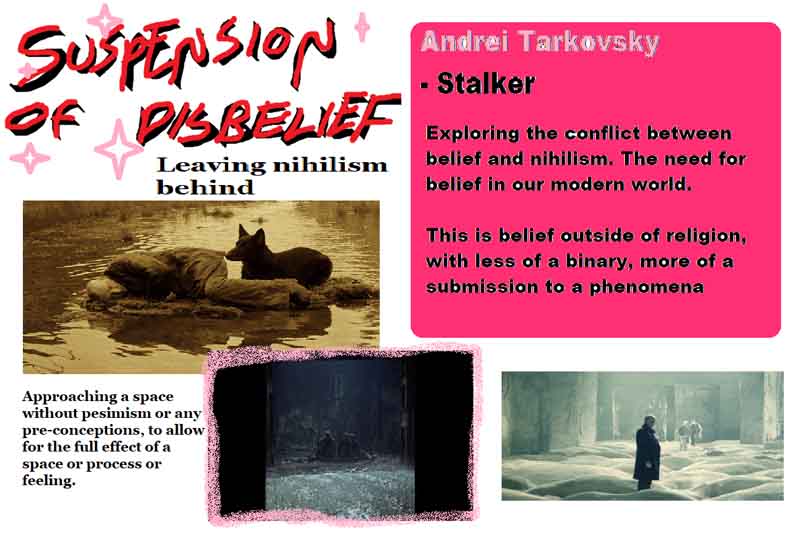 SUSPENSION
OF DISBELIEF
Leaving nihilism
behind
Andrei Tarkovsky
- Stalker
Exploring the conflict between
belief and nihilism. The need for
belief in our modern world.
This is belief outside of religion,
with less of a binary, more of a
submission to a phenomena
Approaching a space
without pesimism or any
pre-conceptions, to allow
for the full effect of a
space or process or
feeling.